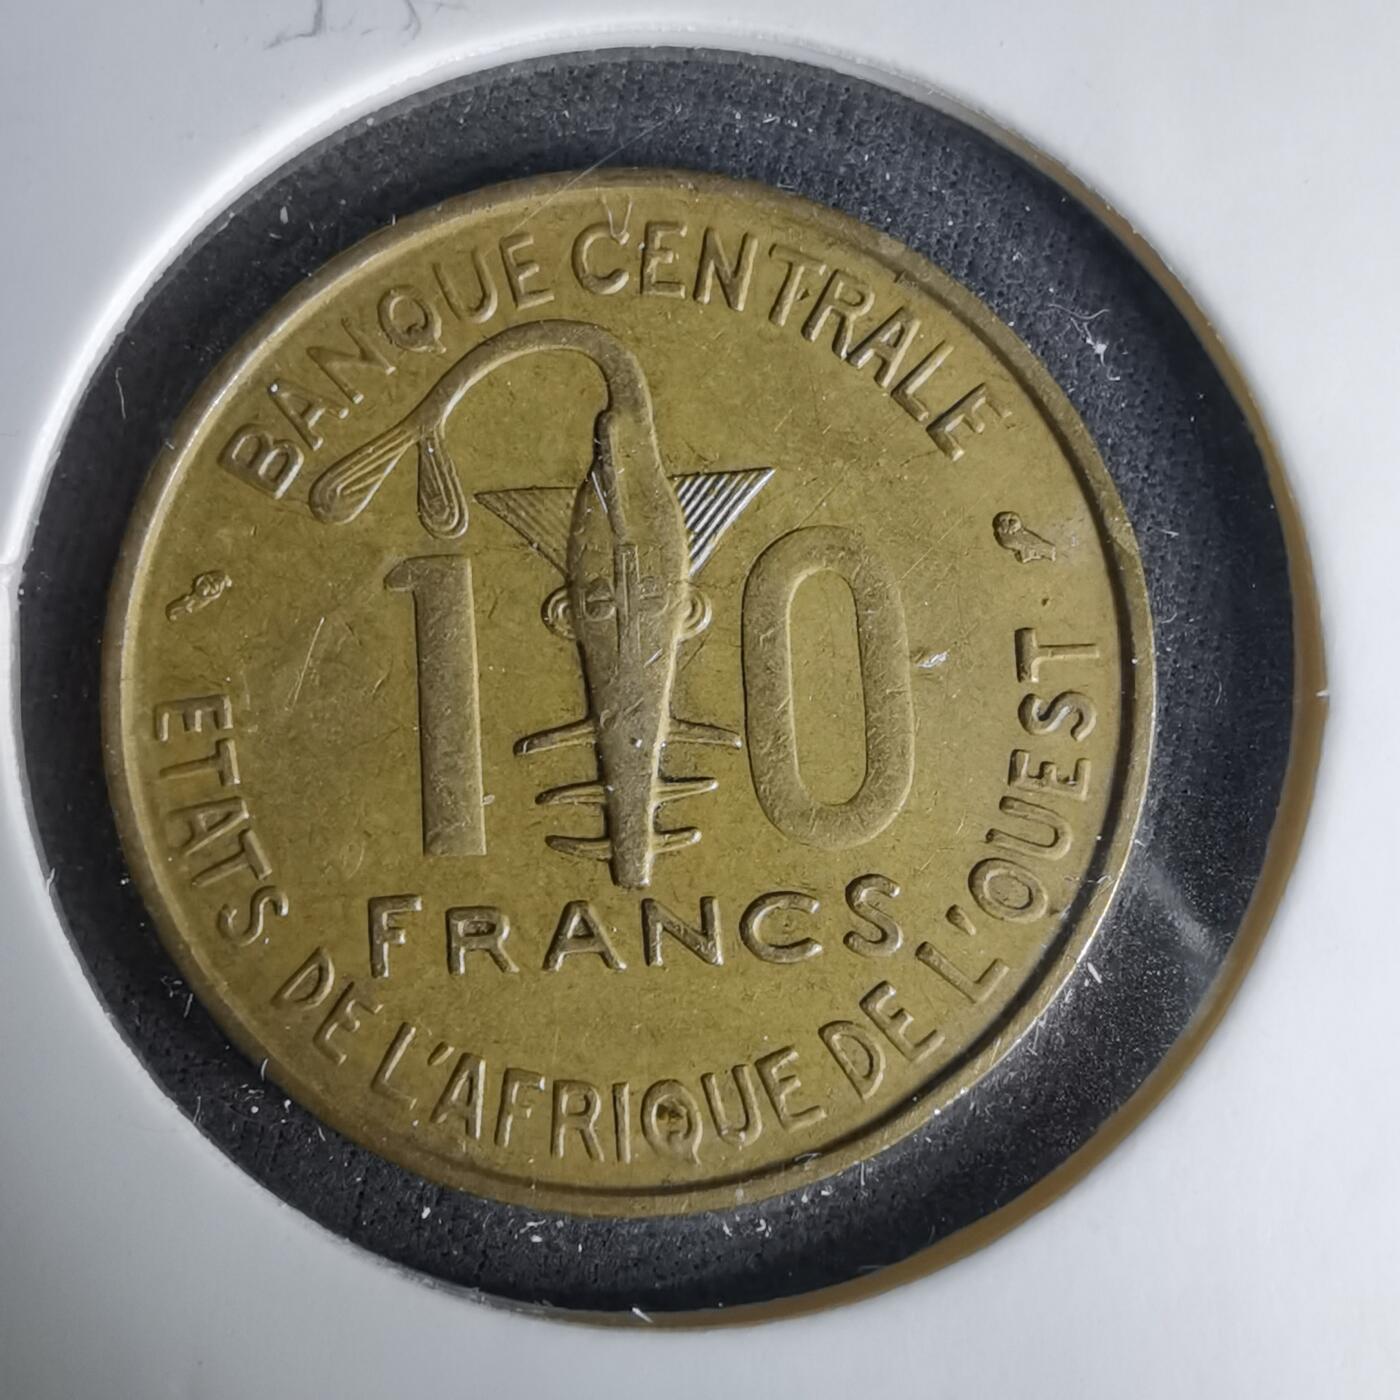 BANQUE CENTRALE
10
FRANCS
ETATS DE L'AFRIQUE DE L'OUEST